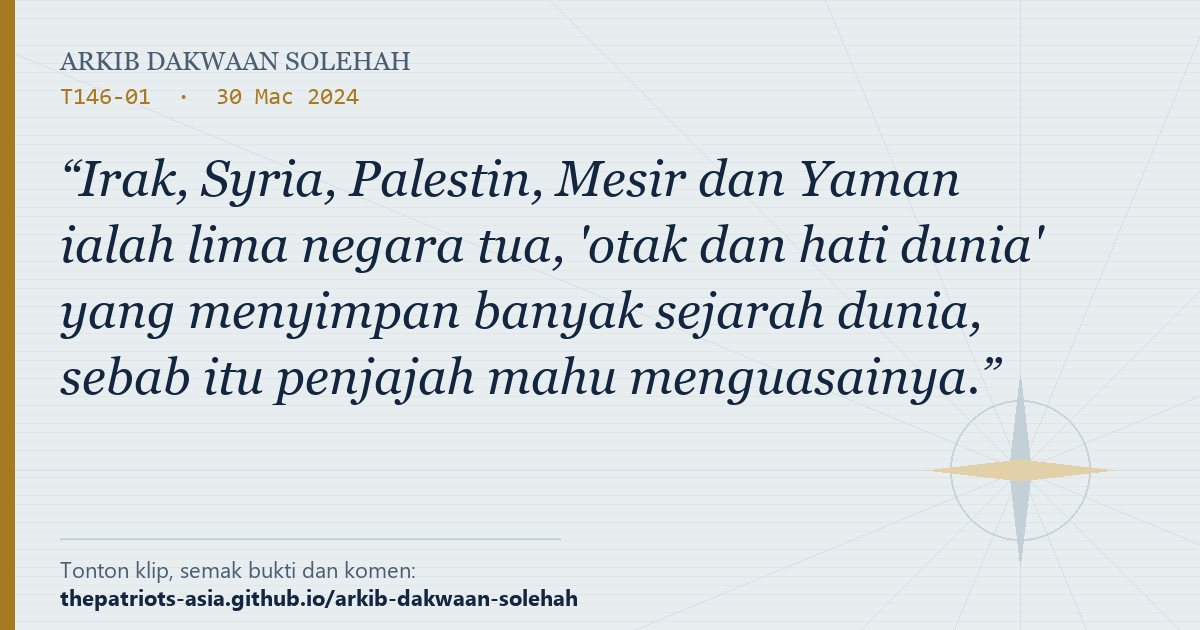 ARKIB DAKWAAN SOLEHAH
T146-01 · 30 Mac 2024
“Irak, Syria, Palestin, Mesir dan Yaman
ialah lima negara tua, 'otak dan hati dunia'
yang menyimpan banyak sejarah dunia,
sebab itu penjajah mahu menguasainya.”
Tonton klip, semak bukti dan komen:
thepatriots-asia.github.io/arkib-dakwaan-solehah